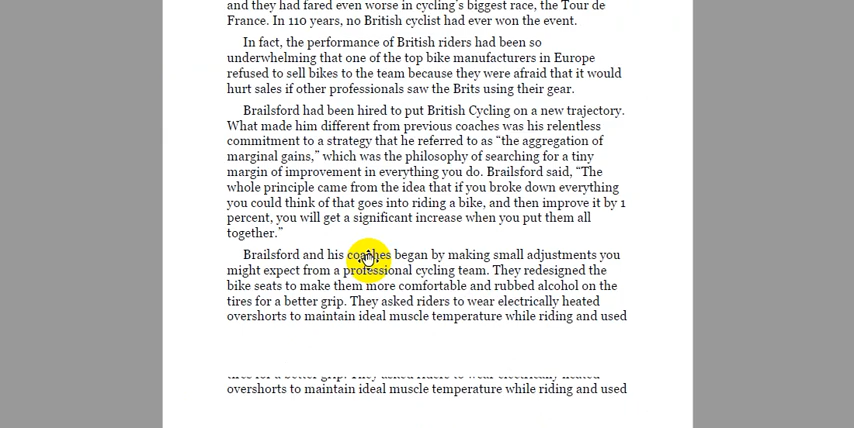 and they had fared even worse in cycling's biggest race, the Tour de
France. In 110 years, no British cyclist had ever won the event.
In fact, the performance of British riders had been so
underwhelming that one of the top bike manufacturers in Europe
refused to sell bikes to the team because they were afraid that it would
hurt sales if other professionals saw the Brits using their gear.
Brailsford had been hired to put British Cycling on a new trajectory.
What made him different from previous coaches was his relentless
commitment to a strategy that he referred to as “the aggregation of
marginal gains,” which was the philosophy of searching for a tiny
margin of improvement in everything you do. Brailsford said, “The
whole principle came from the idea that if you broke down everything
you could think of that goes into riding a bike, and then improve it by 1
percent, you will get a significant increase when you put them all
together.”
Brailsford and his coaches began by making small adjustments you
might expect from a professional cycling team. They redesigned the
bike seats to make them more comfortable and rubbed alcohol on the
tires for a better grip. They asked riders to wear electrically heated
overshorts to maintain ideal muscle temperature while riding and used
tires for a better grip. They asked riders to wear electrically heated
overshorts to maintain ideal muscle temperature while riding and used